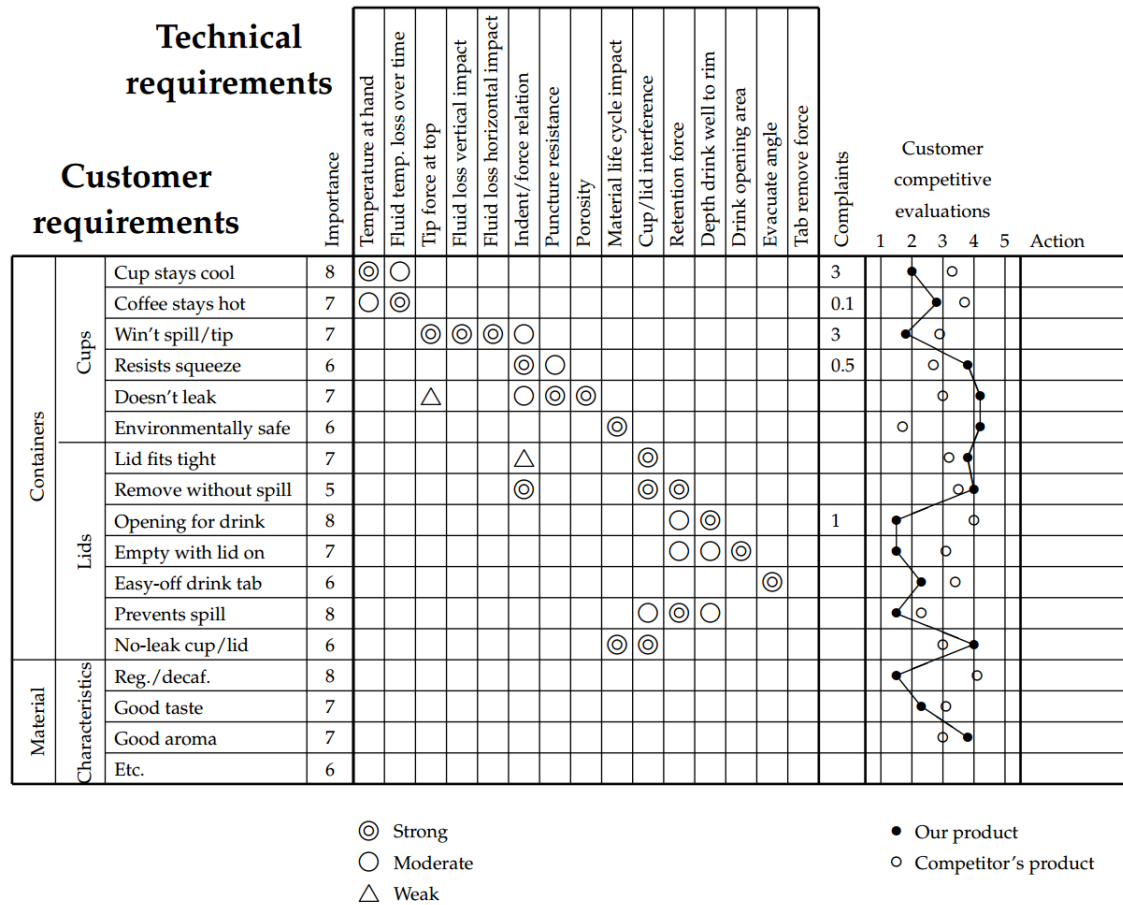 Technical
requirements
Customer
requirements
Importance
Temperature at hand
Fluid temp. loss over time
Tip force at top
Fluid loss vertical impact
Fluid loss horizontal impact
Indent/force relation
Puncture resistance
Porosity
Material life cycle impact
Cup/lid interference
Retention force
Depth drink well to rim
Drink opening area
Evacuate angle
Tab remove force
Complaints
Customer
competitive
evaluations
1 2 3 4 5 Action
Containers
Cups
Cup stays cool 8 3
Coffee stays hot 7 0.1
Win't spill/tip 7 3
Resists squeeze 6 0.5
Doesn't leak 7
Environmentally safe 6
Lids
Lid fits tight 7
Remove without spill 5
Opening for drink 8 1
Empty with lid on 7
Easy-off drink tab 6
Prevents spill 8
No-leak cup/lid 6
Material
Characteristics
Reg./decaf. 8
Good taste 7
Good aroma 7
Etc. 6
Strong
Moderate
Weak
Our product
Competitor's product